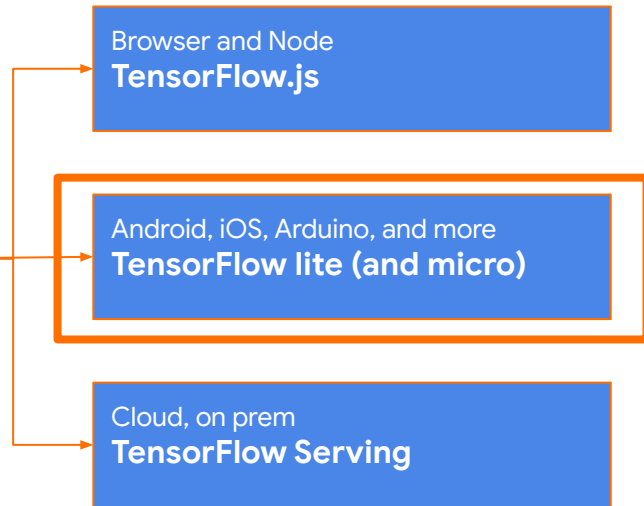 Browser and Node
TensorFlow.js
Android, iOS, Arduino, and more
TensorFlow lite (and micro)
Cloud, on prem
TensorFlow Serving